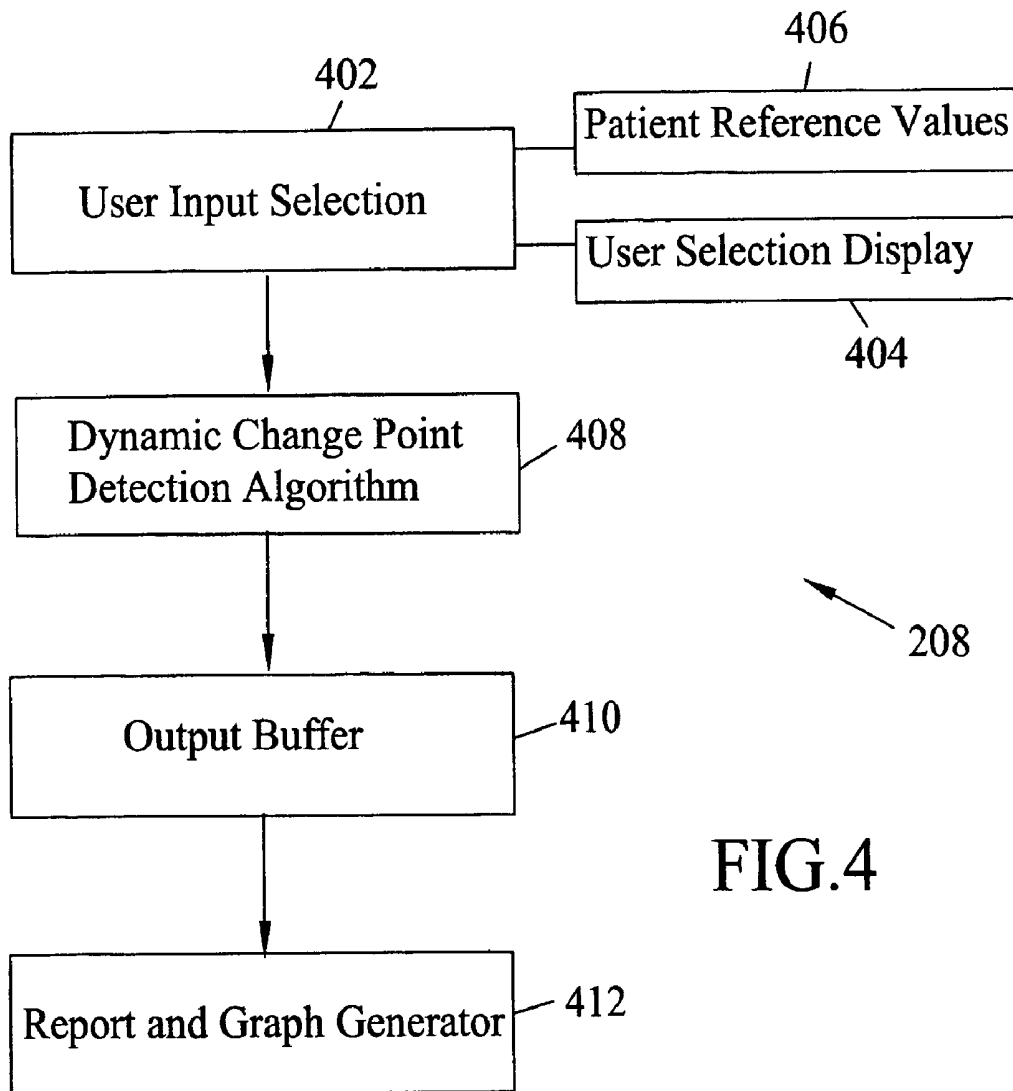 406
402
Patient Reference Values
User Input Selection
User Selection Display
404
Dynamic Change Point
Detection Algorithm
408
208
Output Buffer
410
FIG.4
Report and Graph Generator
412